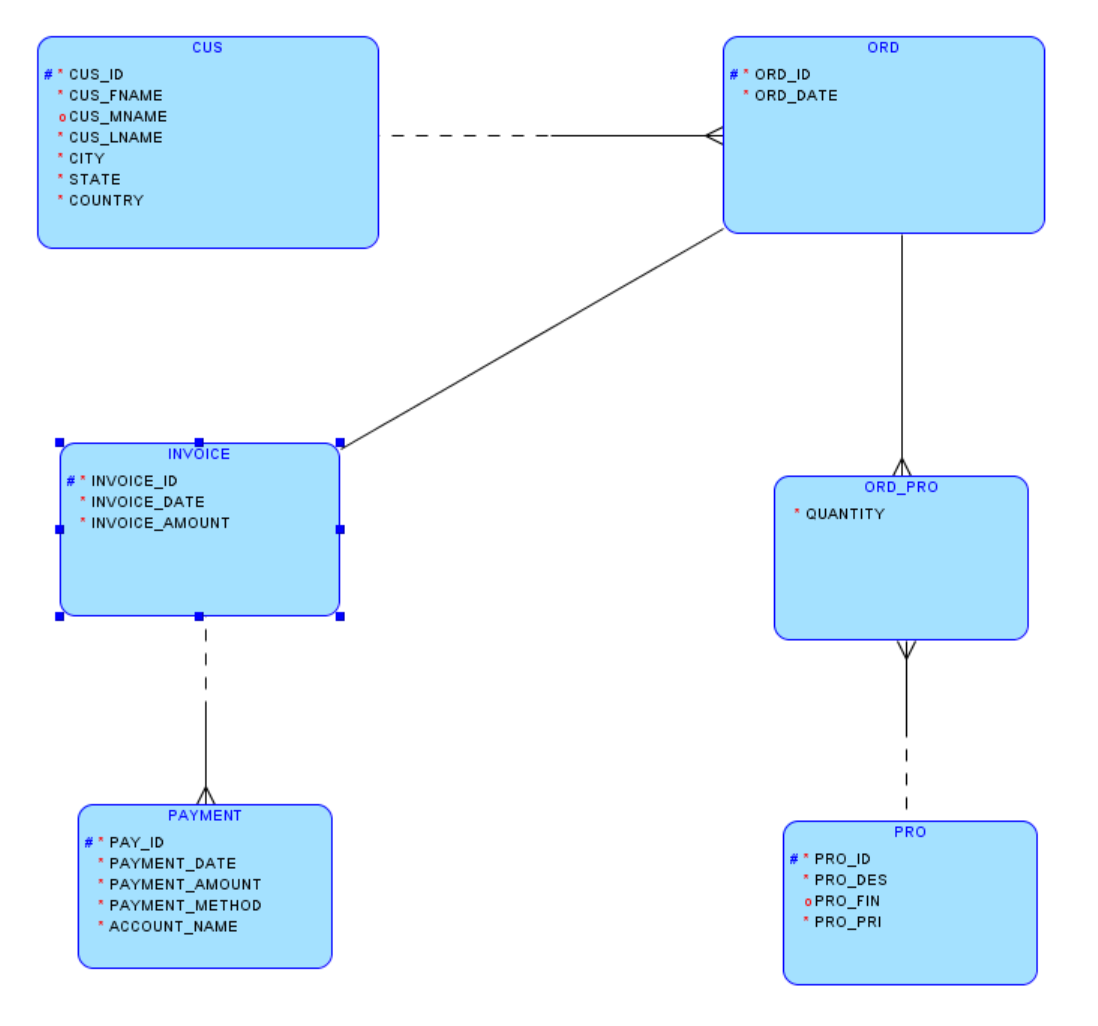 CUS
# * CUS_ID
* CUS_FNAME
o CUS_MNAME
* CUS_LNAME
* CITY
* STATE
* COUNTRY
ORD
# * ORD_ID
* ORD_DATE
INVOICE
# * INVOICE_ID
* INVOICE_DATE
* INVOICE_AMOUNT
ORD_PRO
* QUANTITY
PAYMENT
# * PAY_ID
* PAYMENT_DATE
* PAYMENT_AMOUNT
* PAYMENT_METHOD
* ACCOUNT_NAME
PRO
# * PRO_ID
* PRO_DES
o PRO_FIN
* PRO_PRI